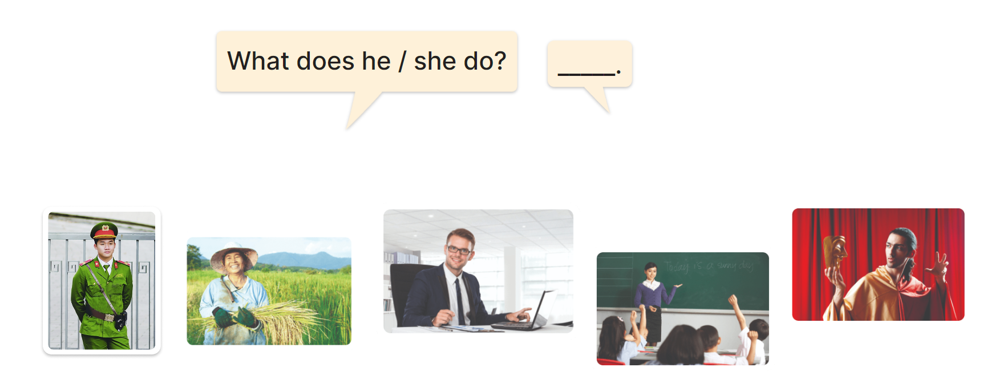 What does he / she do?
_____.
Today is a sunny day